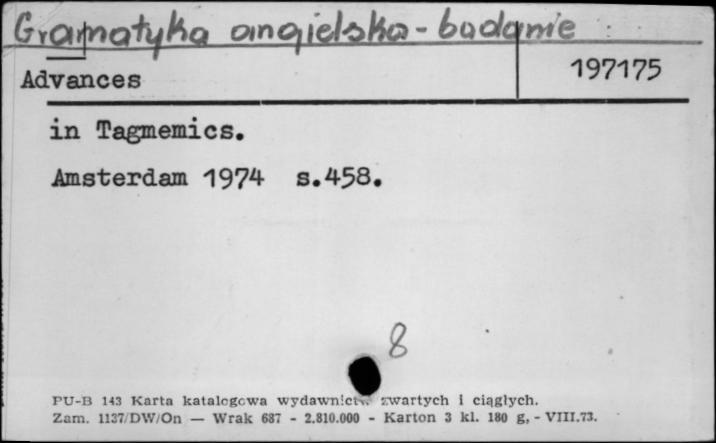 Gramatyka angielska - badanie
Advances
197175
in Tagmemics.
Amsterdam 1974 s.458.
8
PU-B 143 Karta katalogowa wydawnictw zwartych i ciągłych.
Zam. 1137/DW/On — Wrak 687 - 2.810.000 - Karton 3 kl. 180 g, - VIII.73.